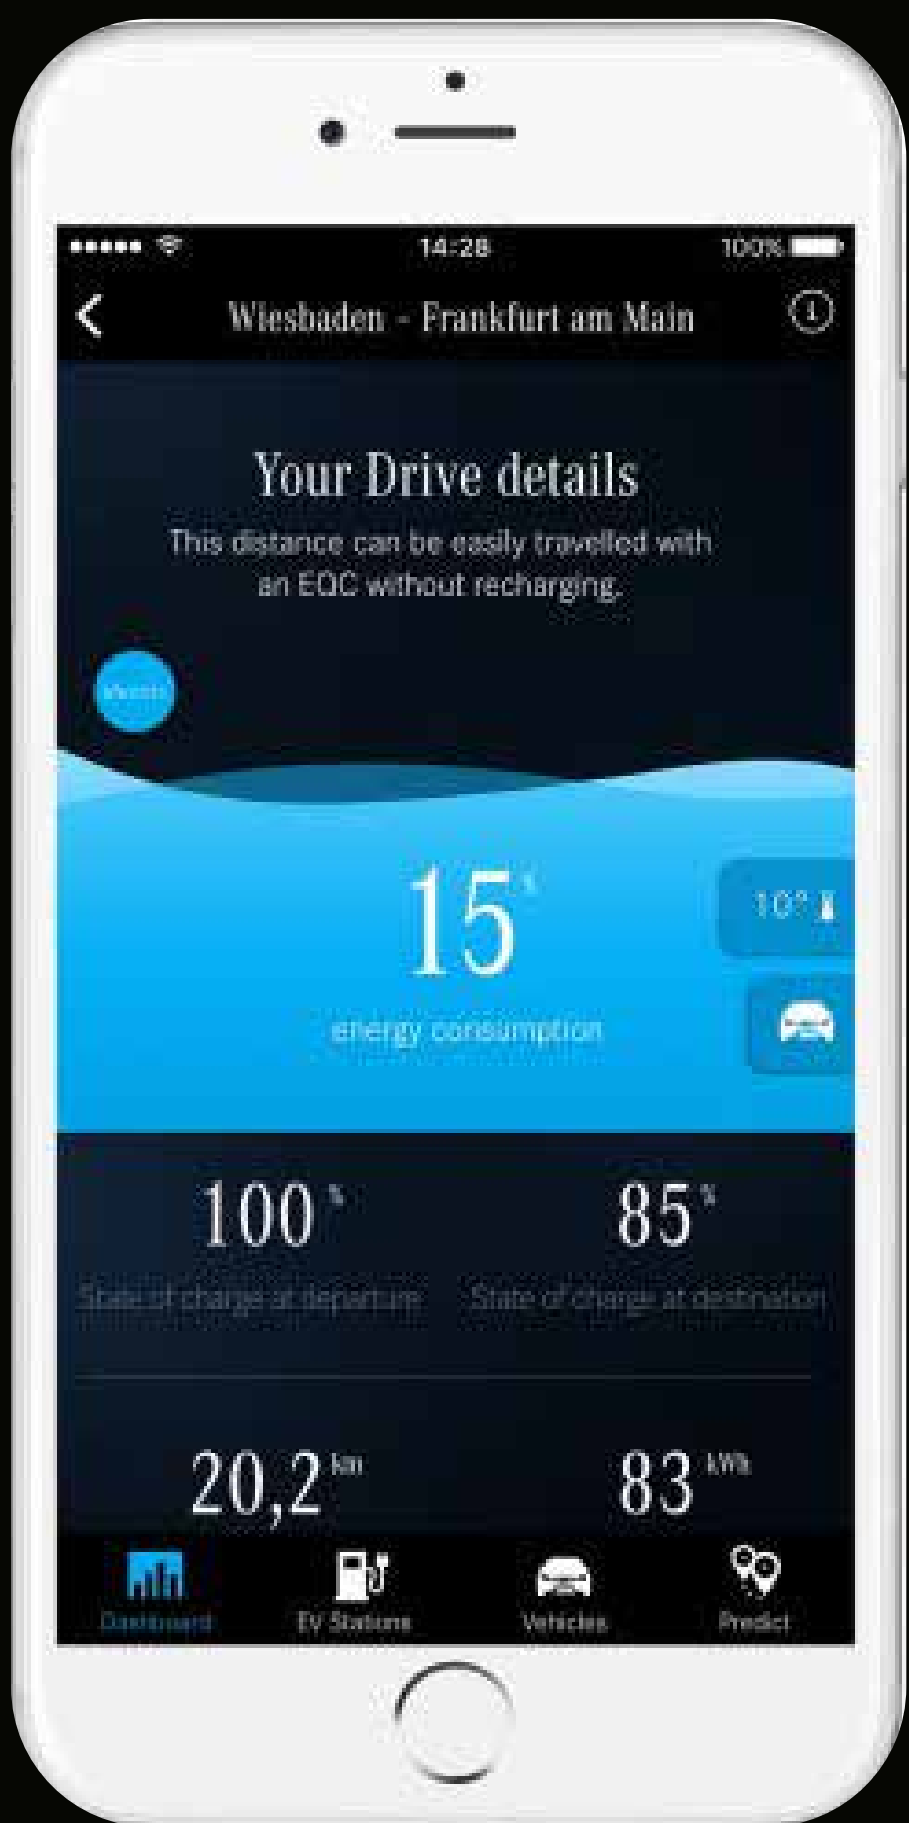 14:28
100%
Wiesbaden - Frankfurt am Main
i
Your Drive details
This distance can be easily travelled with
an EQC without recharging.
15 %
10°
energy consumption
100 % 85 %
State of charge at departure State of charge at destination
20,2 km 83 kWh
Dashboard EV Stations Vehicles Predict